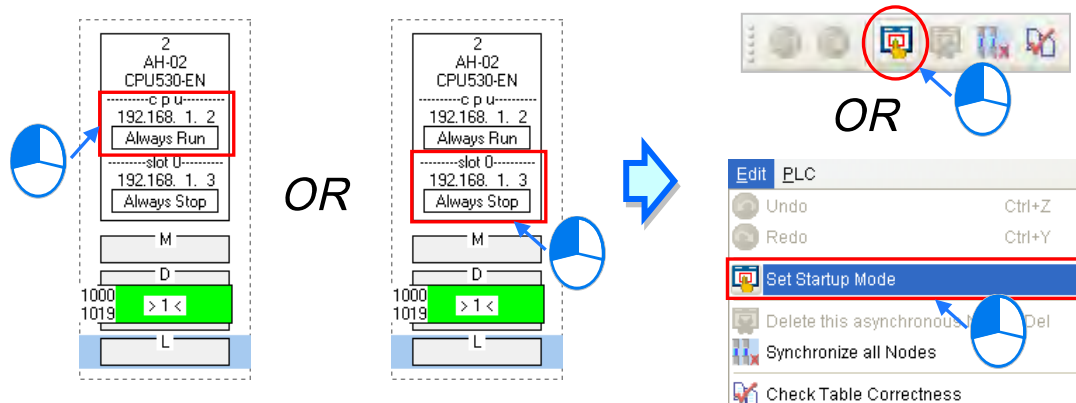 2
AH-02
CPU530-EN
--------c p u--------
192.168. 1. 2
Always Run
--------slot 0--------
192.168. 1. 3
Always Stop
M
D
1000
1019
> 1 <
L
OR
2
AH-02
CPU530-EN
--------c p u--------
192.168. 1. 2
Always Run
--------slot 0--------
192.168. 1. 3
Always Stop
M
D
1000
1019
> 1 <
L
OR
Edit PLC
Undo Ctrl+Z
Redo Ctrl+Y
Set Startup Mode
Delete this asynchronous Del
Synchronize all Nodes
Check Table Correctness